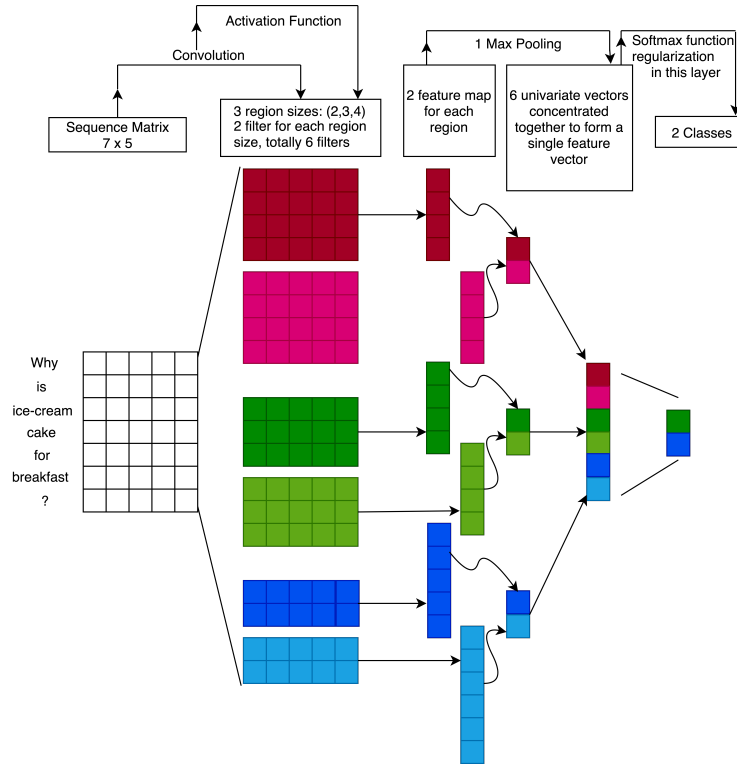 Activation Function
Convolution
1 Max Pooling
Softmax function
regularization
in this layer
Sequence Matrix
7 x 5
3 region sizes: (2,3,4)
2 filter for each region
size, totally 6 filters
2 feature map
for each
region
6 univariate vectors
concentrated
together to form a
single feature
vector
2 Classes
Why
is
ice-cream
cake
for
breakfast
?